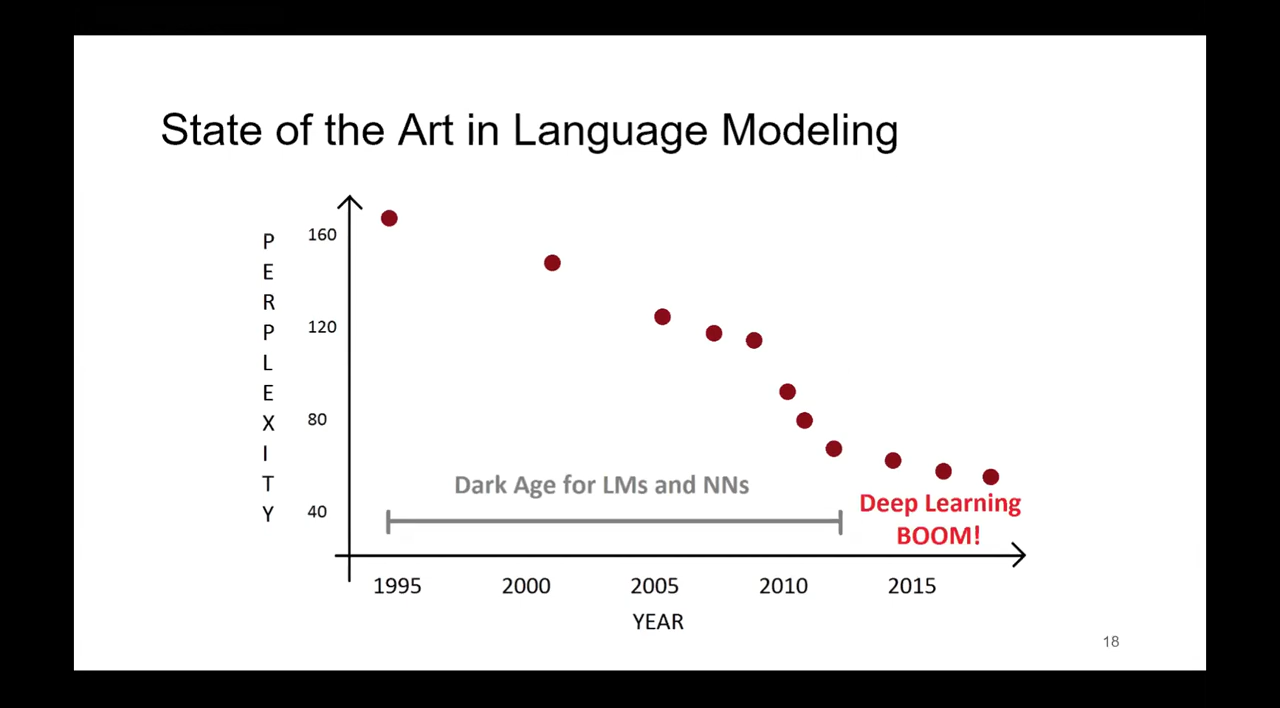 State of the Art in Language Modeling
PERPLEXITY
160
120
80
40
Dark Age for LMs and NNs
Deep Learning
BOOM!
1995 2000 2005 2010 2015
YEAR
18